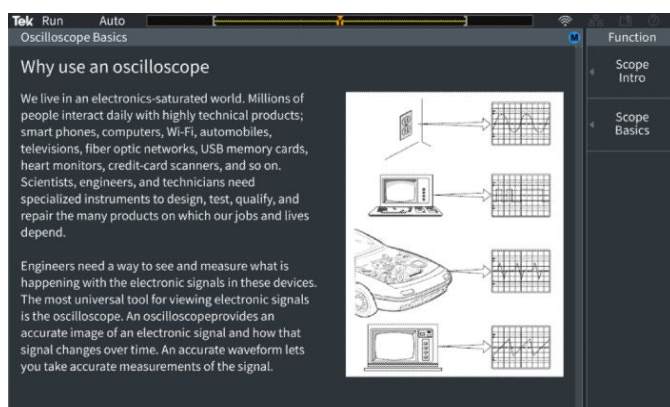 Tek Run Auto
Oscilloscope Basics
M
Function
Why use an oscilloscope
Scope
Intro
Scope
Basics
We live in an electronics-saturated world. Millions of
people interact daily with highly technical products;
smart phones, computers, Wi-Fi, automobiles,
televisions, fiber optic networks, USB memory cards,
heart monitors, credit-card scanners, and so on.
Scientists, engineers, and technicians need
specialized instruments to design, test, qualify, and
repair the many products on which our jobs and lives
depend.
Engineers need a way to see and measure what is
happening with the electronic signals in these devices.
The most universal tool for viewing electronic signals
is the oscilloscope. An oscilloscopeprovides an
accurate image of an electronic signal and how that
signal changes over time. An accurate waveform lets
you take accurate measurements of the signal.